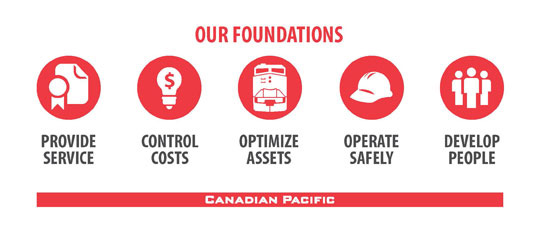 OUR FOUNDATIONS
$
PROVIDE
SERVICE
CONTROL
COSTS
OPTIMIZE
ASSETS
OPERATE
SAFELY
DEVELOP
PEOPLE
CANADIAN PACIFIC